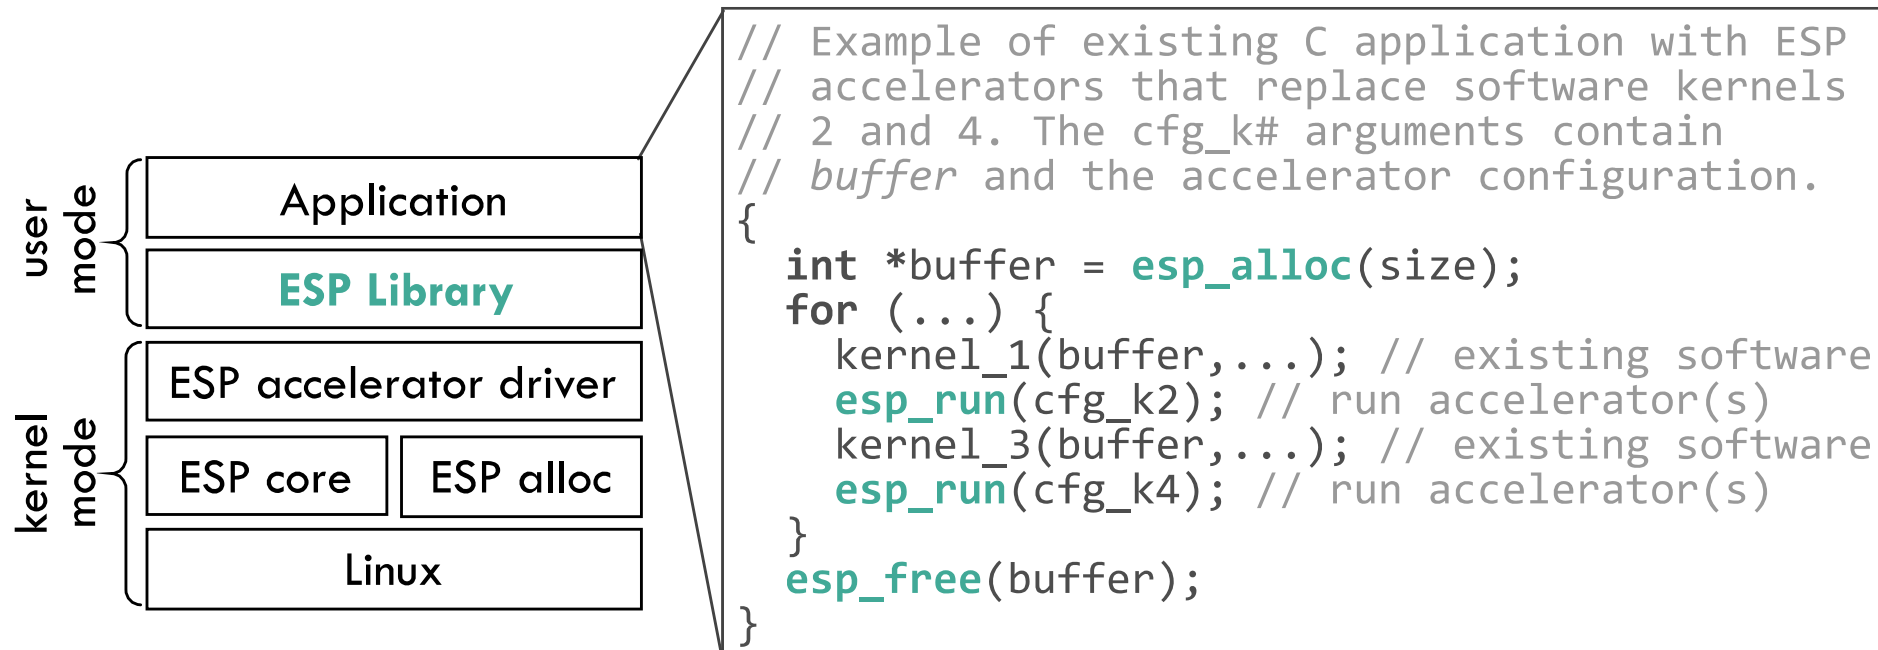 user
mode
Application
ESP Library
kernel
mode
ESP accelerator driver
ESP core
ESP alloc
Linux
// Example of existing C application with ESP
// accelerators that replace software kernels
// 2 and 4. The cfg_k# arguments contain
// buffer and the accelerator configuration.
{
  int *buffer = esp_alloc(size);
  for (...) {
    kernel_1(buffer,...); // existing software
    esp_run(cfg_k2); // run accelerator(s)
    kernel_3(buffer,...); // existing software
    esp_run(cfg_k4); // run accelerator(s)
  }
  esp_free(buffer);
}